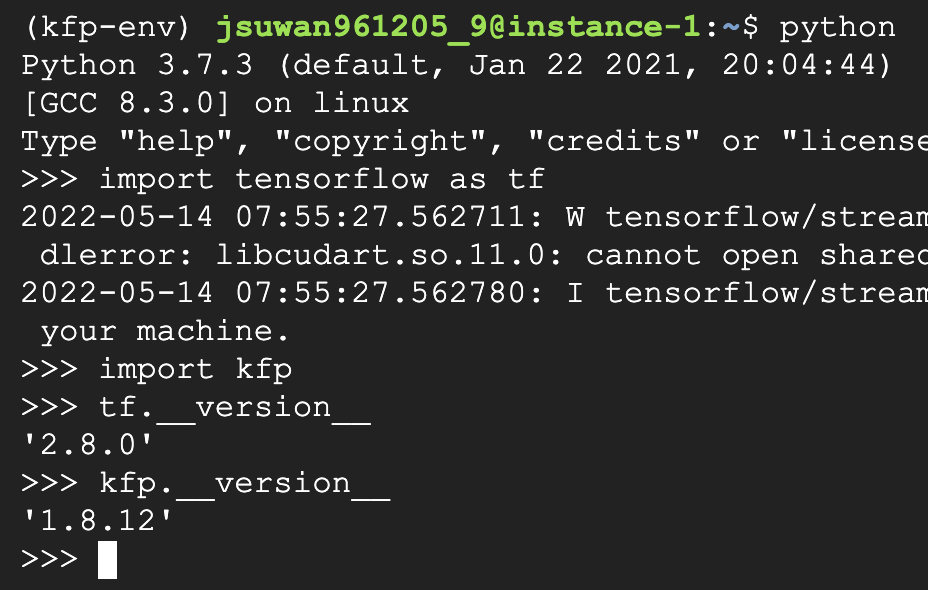 (kfp-env) jsuwan961205_9@instance-1:~$ python
Python 3.7.3 (default, Jan 22 2021, 20:04:44)
[GCC 8.3.0] on linux
Type "help", "copyright", "credits" or "license
>>> import tensorflow as tf
2022-05-14 07:55:27.562711: W tensorflow/stream
 dlerror: libcudart.so.11.0: cannot open shared
2022-05-14 07:55:27.562780: I tensorflow/stream
 your machine.
>>> import kfp
>>> tf.__version__
'2.8.0'
>>> kfp.__version__
'1.8.12'
>>>